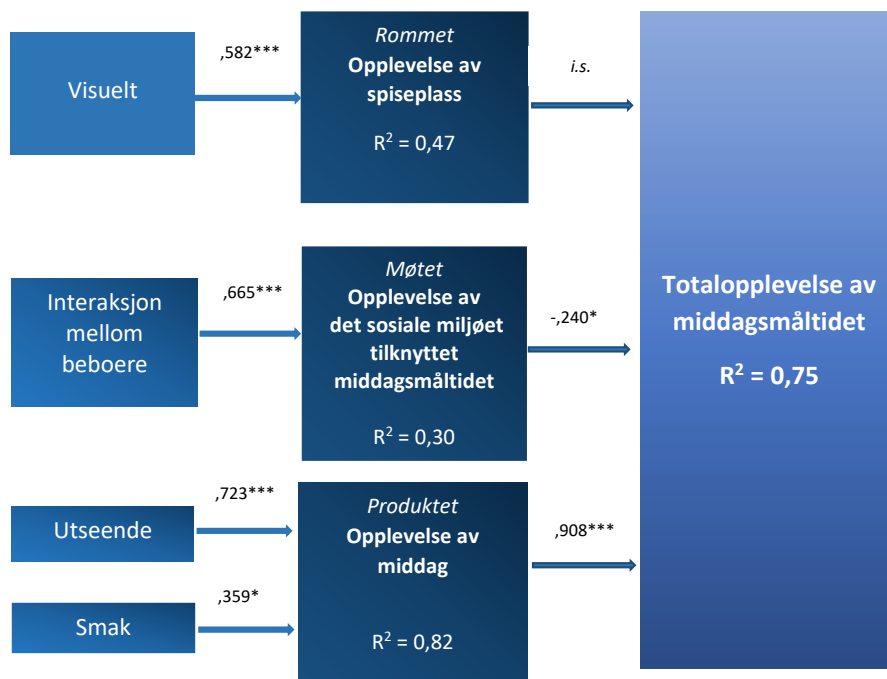 Visuelt
,582***
Rommet
Opplevelse av
spiseplass
R² = 0,47
i.s.
Interaksjon
mellom
beboere
,665***
Møtet
Opplevelse av
det sosiale miljøet
tilknyttet
middagsmåltidet
R² = 0,30
-,240*
Utseende
,723***
Smak
,359*
Produktet
Opplevelse av
middag
R² = 0,82
,908***
Totalopplevelse av
middagsmåltidet
R² = 0,75